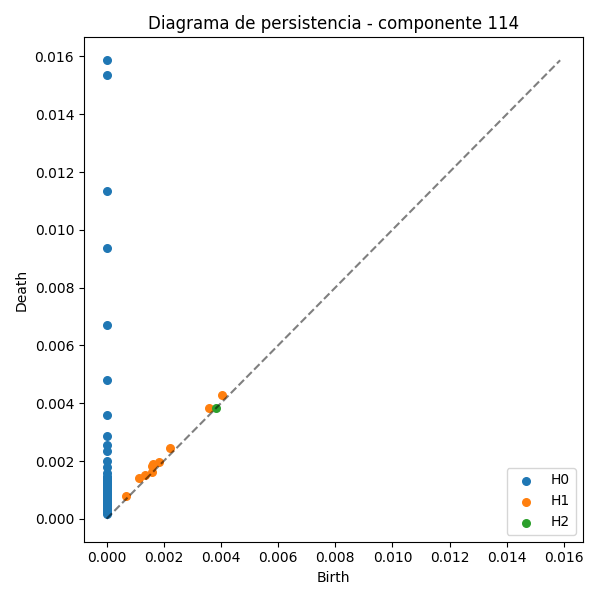 Diagrama de persistencia - componente 114
Death
0.016
0.014
0.012
0.010
0.008
0.006
0.004
0.002
0.000
0.000 0.002 0.004 0.006 0.008 0.010 0.012 0.014 0.016
Birth
H0
H1
H2